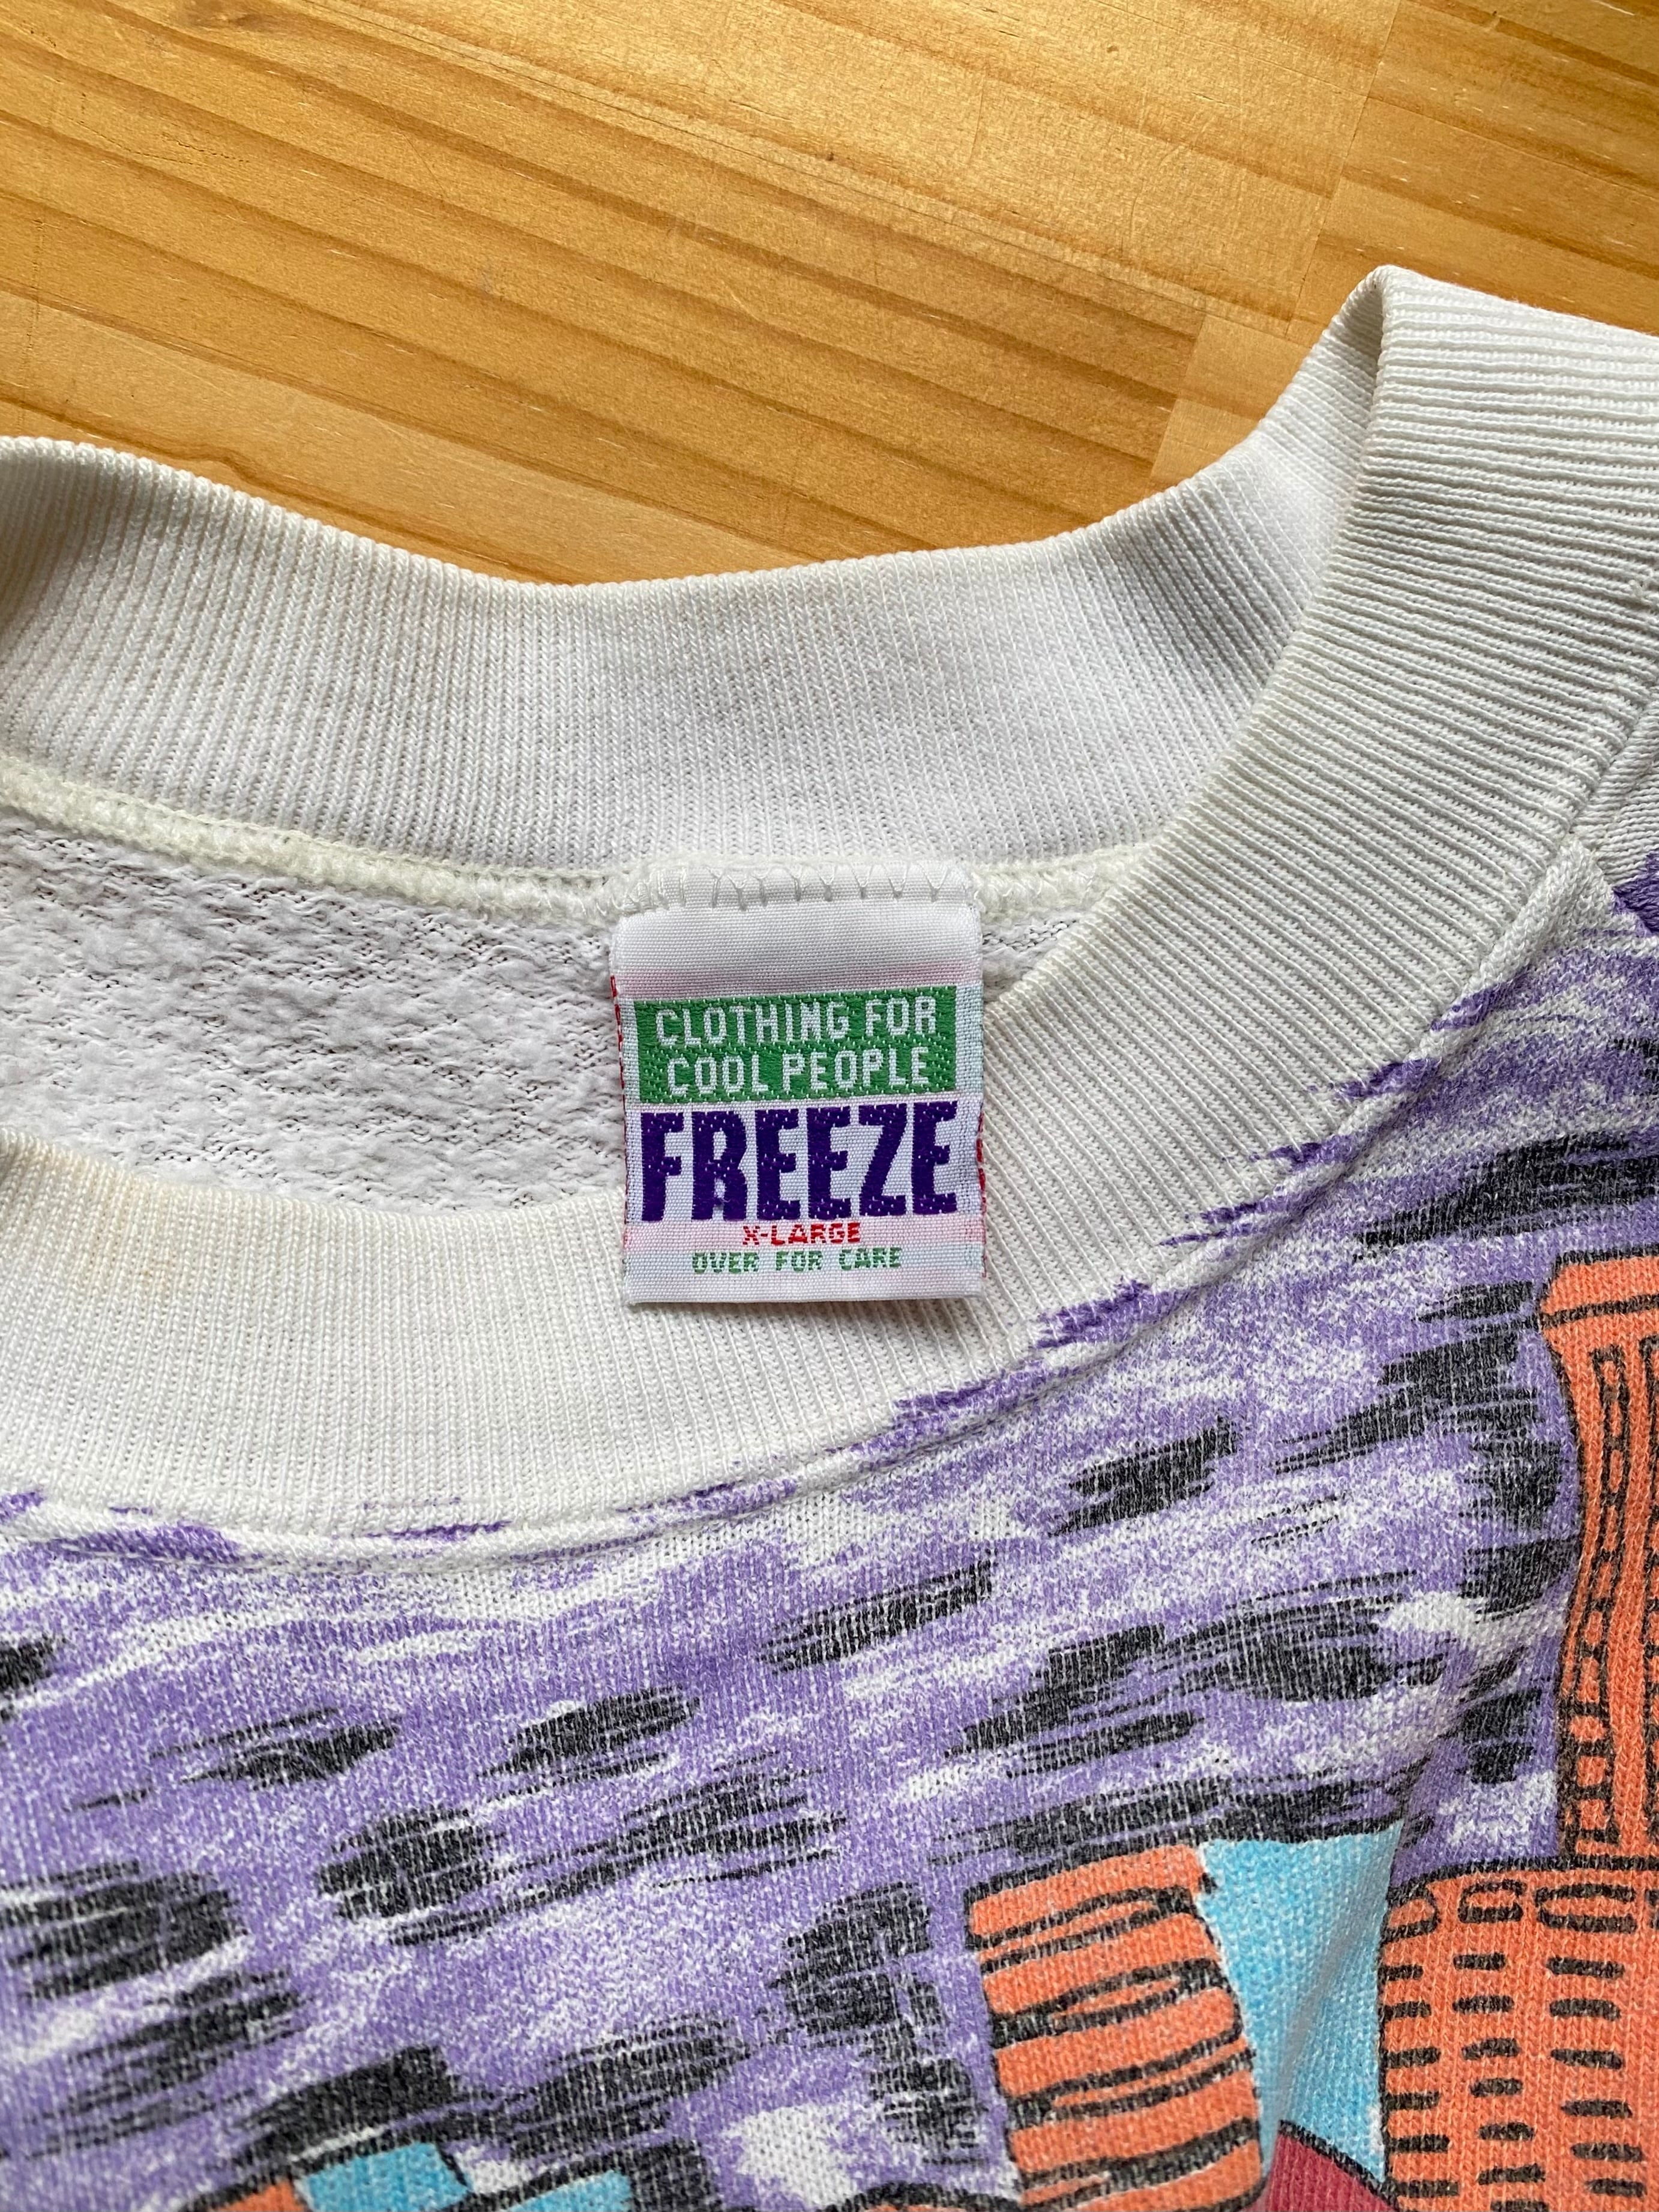 CLOTHING FOR
COOL PEOPLE
FREEZE
X-LARGE
OVER FOR CARE